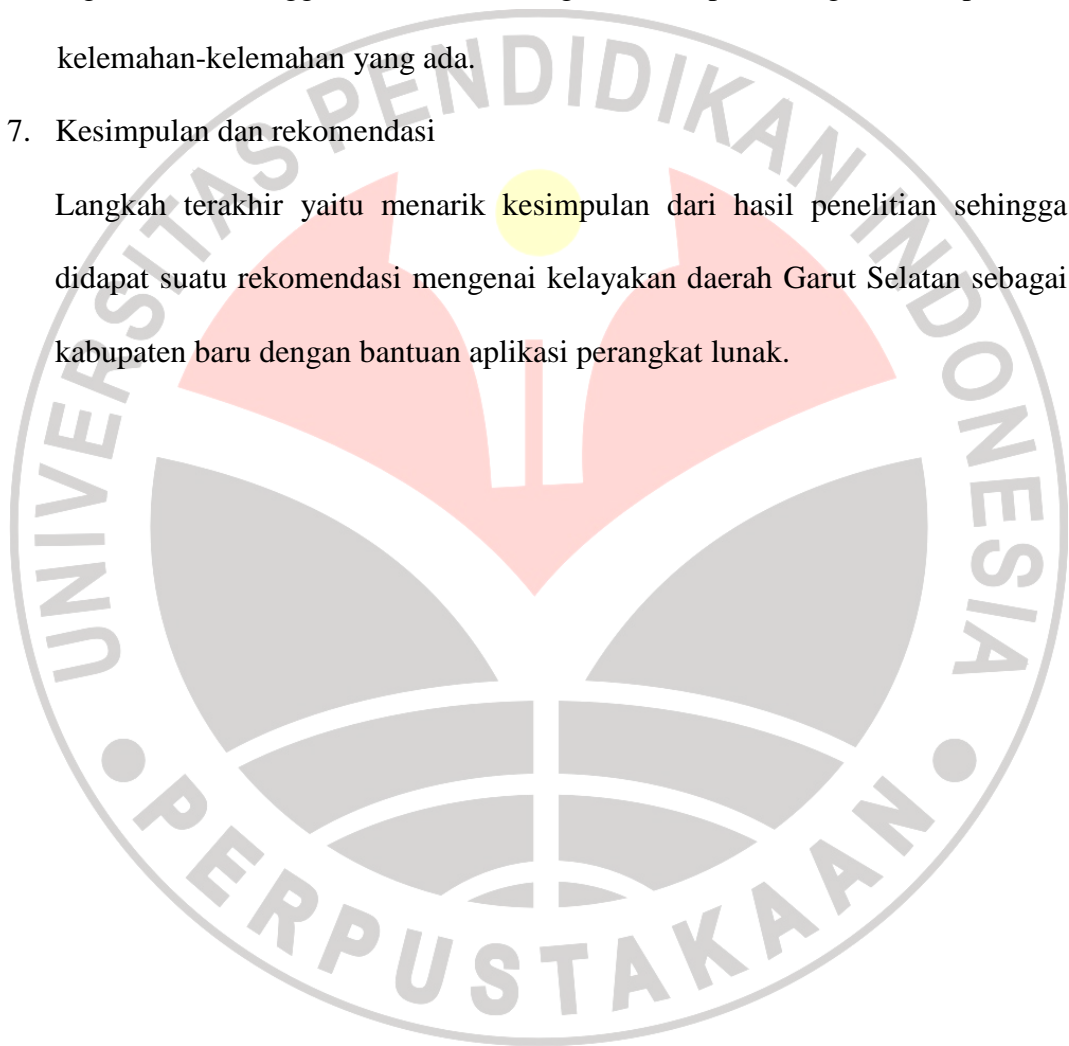 kelemahan-kelemahan yang ada.
7. Kesimpulan dan rekomendasi
Langkah terakhir yaitu menarik kesimpulan dari hasil penelitian sehingga
didapat suatu rekomendasi mengenai kelayakan daerah Garut Selatan sebagai
kabupaten baru dengan bantuan aplikasi perangkat lunak.
UNIVERSITAS PENDIDIKAN INDONESIA
PERPUSTAKAAN